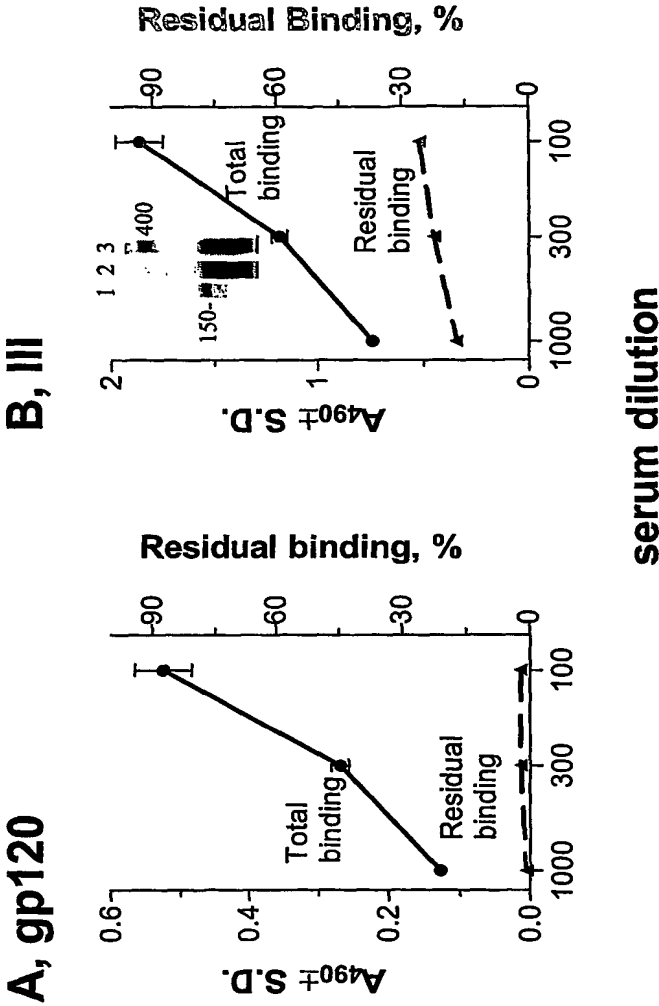 A, gp120
A490± S.D.
0.6
0.4
0.2
0.0
Total
binding
Residual
binding
90
60
30
0
Residual binding, %
1000
300
100
B, III
A490± S.D.
2
1
0
1 2 3
400
150-
Total
binding
Residual
binding
90
60
30
0
Residual Binding, %
1000
300
100
serum dilution